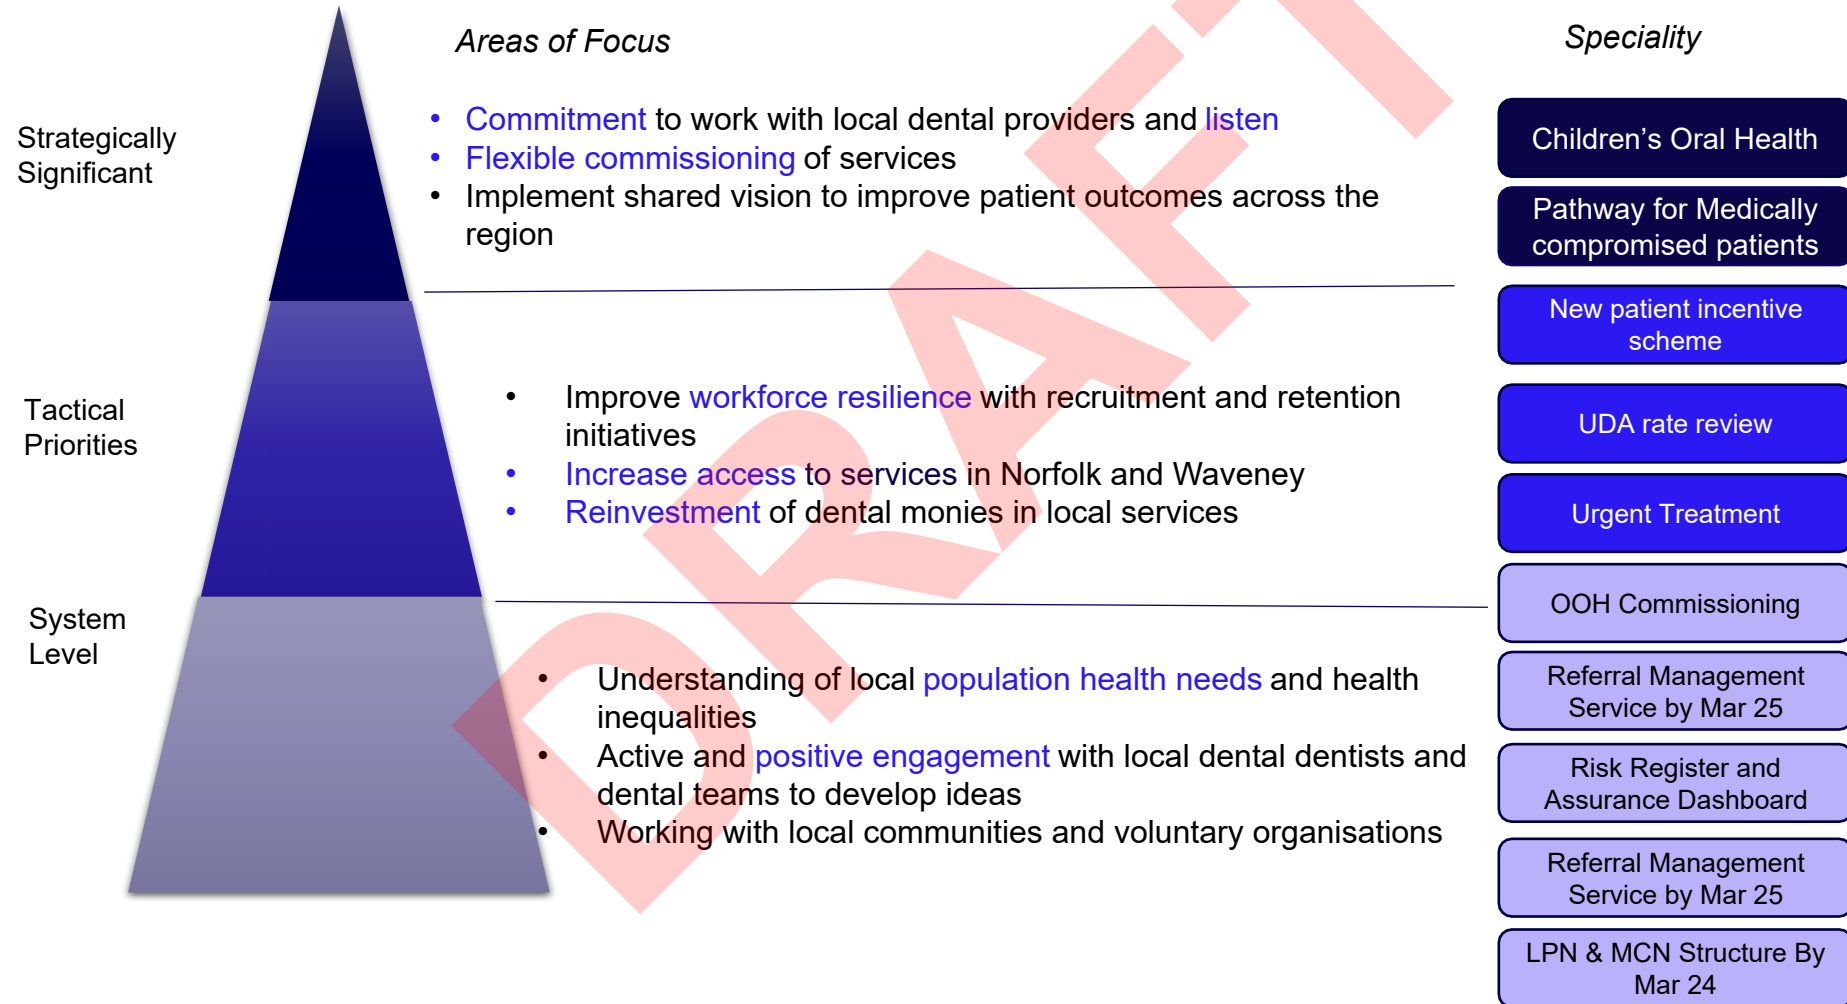 Areas of Focus
Speciality
Strategically
Significant
• Commitment to work with local dental providers and listen
• Flexible commissioning of services
• Implement shared vision to improve patient outcomes across the
region
Children's Oral Health
Pathway for Medically
compromised patients
New patient incentive
scheme
Tactical
Priorities
• Improve workforce resilience with recruitment and retention
initiatives
• Increase access to services in Norfolk and Waveney
• Reinvestment of dental monies in local services
UDA rate review
Urgent Treatment
System
Level
• Understanding of local population health needs and health
inequalities
• Active and positive engagement with local dental dentists and
dental teams to develop ideas
• Working with local communities and voluntary organisations
OOH Commissioning
Referral Management
Service by Mar 25
Risk Register and
Assurance Dashboard
Referral Management
Service by Mar 25
LPN & MCN Structure By
Mar 24
DRAFT